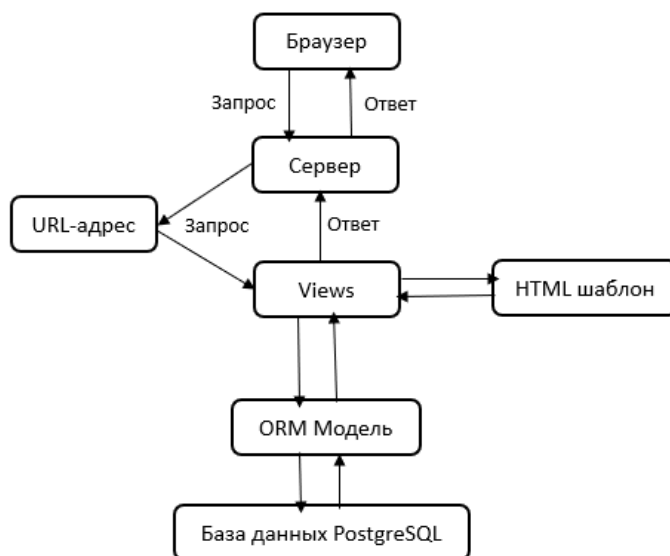 Браузер
Запрос
Ответ
Сервер
URL-адрес
Запрос
Ответ
Views
HTML шаблон
ORM Модель
База данных PostgreSQL